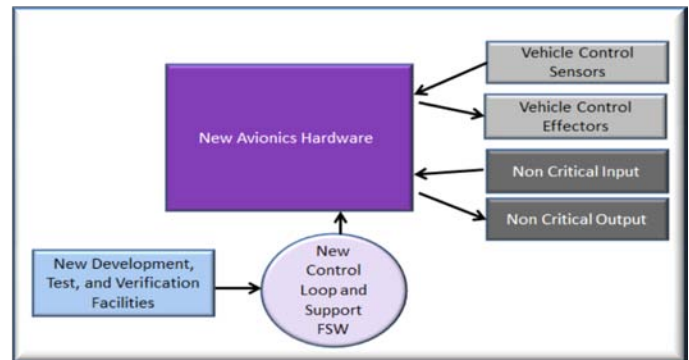 Vehicle Control
Sensors
New Avionics Hardware
Vehicle Control
Effectors
Non Critical Input
Non Critical Output
New Development,
Test, and Verification
Facilities
New
Control
Loop and
Support
FSW